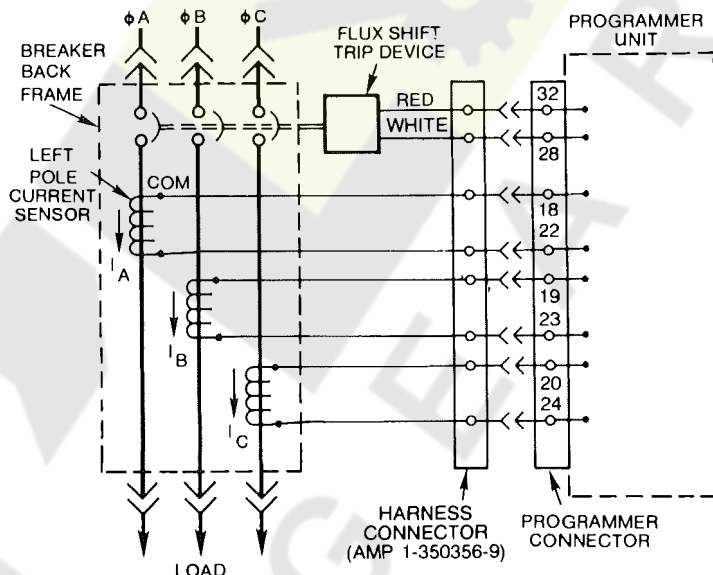 ϕA ϕB ϕC
BREAKER
BACK
FRAME
FLUX SHIFT
TRIP DEVICE
PROGRAMMER
UNIT
RED
WHITE
32
28
LEFT
POLE
CURRENT
SENSOR
COM
18
22
I A
19
23
I B
20
24
I C
HARNESS
CONNECTOR
(AMP 1-350356-9)
PROGRAMMER
CONNECTOR
LOAD